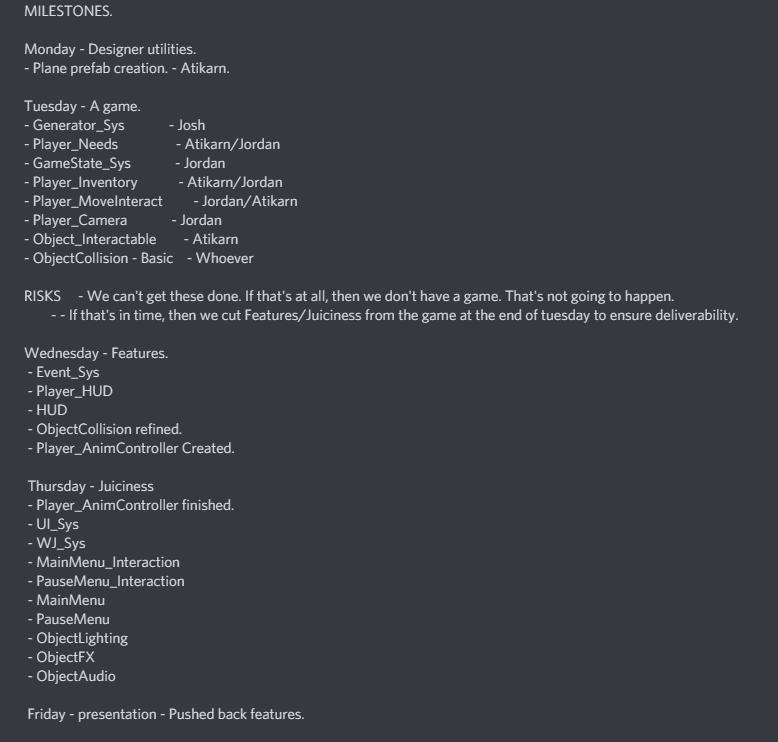 MILESTONES.
Monday - Designer utilities.
- Plane prefab creation. - Atikarn.
Tuesday - A game.
- Generator_Sys - Josh
- Player_Needs - Atikarn/Jordan
- GameState_Sys - Jordan
- Player_Inventory - Atikarn/Jordan
- Player_MoveInteract - Jordan/Atikarn
- Player_Camera - Jordan
- Object_Interactable - Atikarn
- ObjectCollision - Basic - Whoever
RISKS - We can't get these done. If that's at all, then we don't have a game. That's not going to happen.
- - If that's in time, then we cut Features/Juiciness from the game at the end of tuesday to ensure deliverability.
Wednesday - Features.
- Event_Sys
- Player_HUD
- HUD
- ObjectCollision refined.
- Player_AnimController Created.
Thursday - Juiciness
- Player_AnimController finished.
- UI_Sys
- WJ_Sys
- MainMenu_Interaction
- PauseMenu_Interaction
- MainMenu
- PauseMenu
- ObjectLighting
- ObjectFX
- ObjectAudio
Friday - presentation - Pushed back features.